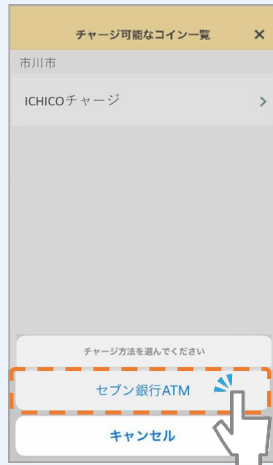 チャージ可能なコイン一覧 ×
市川市
ICHICOチャージ >
チャージ方法を選んでください
セブン銀行ATM
キャンセル